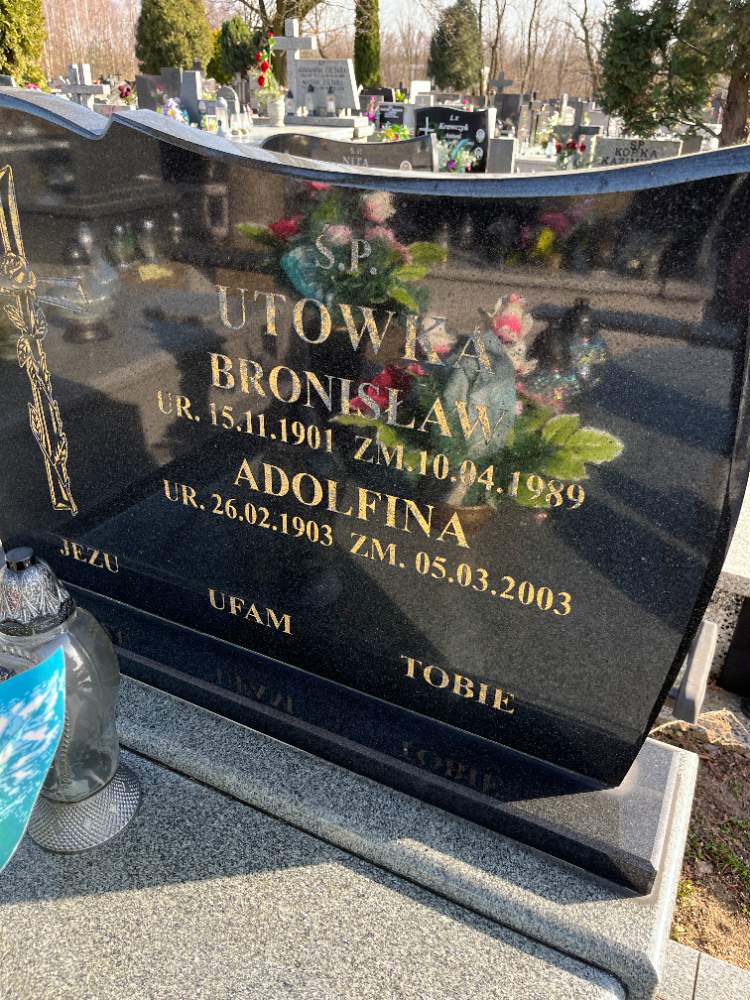 Ś.P.
UTOWKA
BRONISŁAW
UR. 15.11.1901 ZM. 10.04.1989
ADOLFINA
UR. 26.02.1903 ZM. 05.03.2003
JEZU UFAM TOBIE